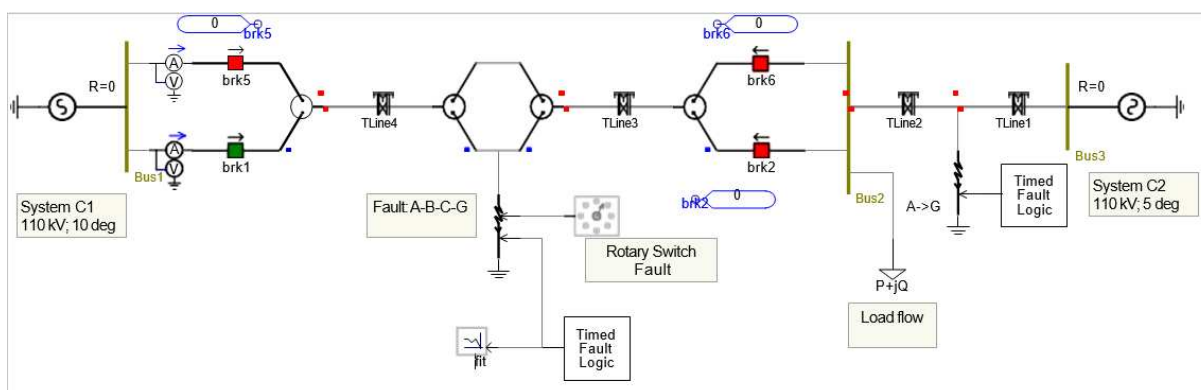 0
brk5
0
brk6
A
V
R=0
brk5
brk6
R=0
TLine4
TLine3
TLine2
TLine1
A
V
Bus1
brk1
brk2
Bus2
Bus3
System C1
110 kV; 10 deg
Fault: A-B-C-G
0
brk2
A->G
Timed
Fault
Logic
System C2
110 kV; 5 deg
Rotary Switch
Fault
P+jQ
Load flow
Timed
Fault
Logic